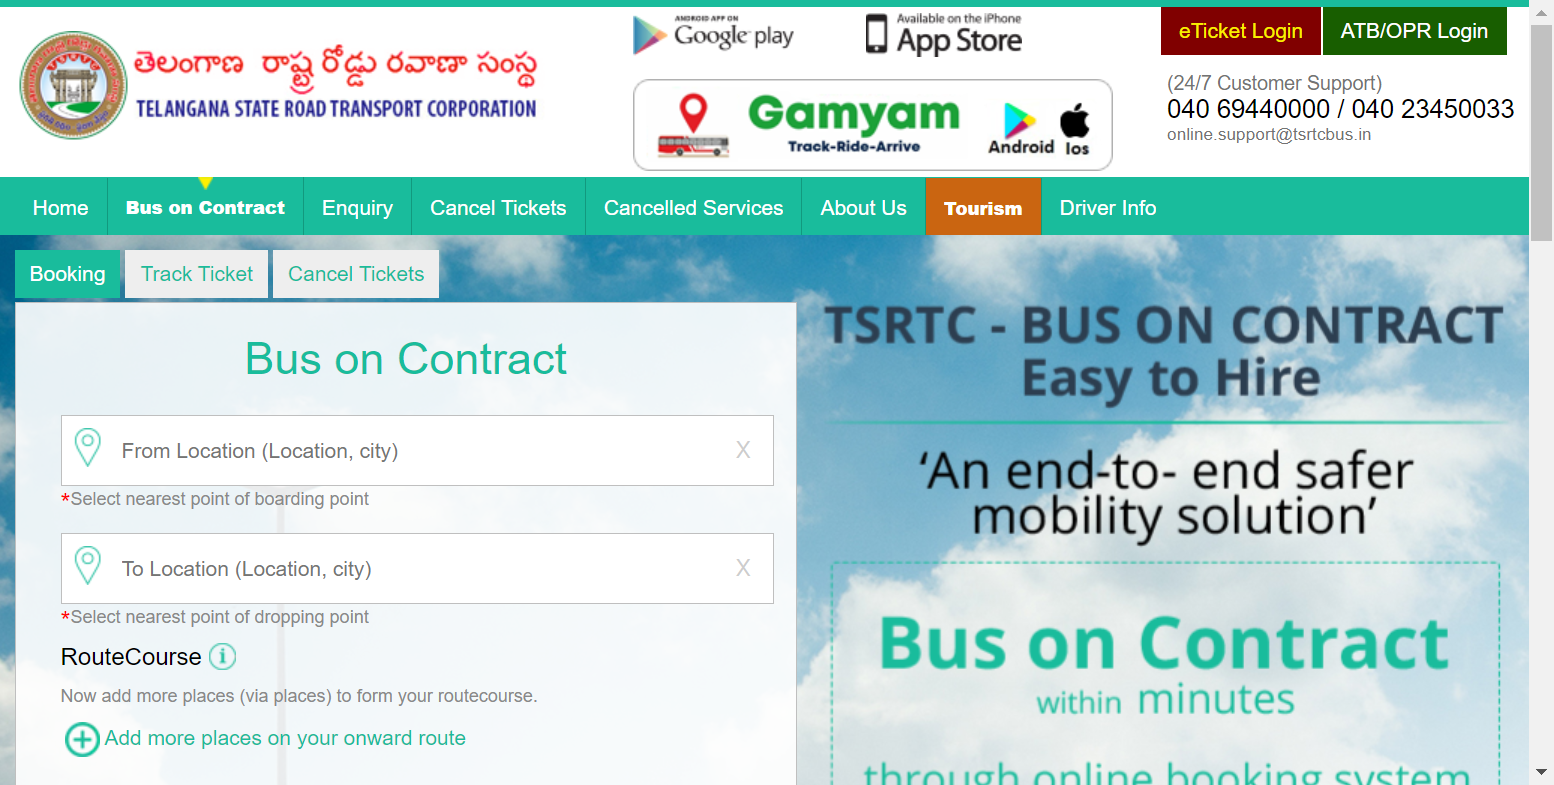 తెలంగాణ రాష్ట్ర రోడ్డు రవాణా సంస్థ
TELANGANA STATE ROAD TRANSPORT CORPORATION
ANDROID APP ON
Google play
Available on the iPhone
App Store
Gamyam
Track-Ride-Arrive
Android
Ios
eTicket Login
ATB/OPR Login
(24/7 Customer Support)
040 69440000 / 040 23450033
online.support@tsrtcbus.in
Home
Bus on Contract
Enquiry
Cancel Tickets
Cancelled Services
About Us
Tourism
Driver Info
Booking
Track Ticket
Cancel Tickets
Bus on Contract
From Location (Location, city)
X
*Select nearest point of boarding point
To Location (Location, city)
X
*Select nearest point of dropping point
RouteCourse
Now add more places (via places) to form your routecourse.
Add more places on your onward route
TSRTC - BUS ON CONTRACT
Easy to Hire
‘An end-to- end safer
mobility solution’
Bus on Contract
within minutes
through online booking system